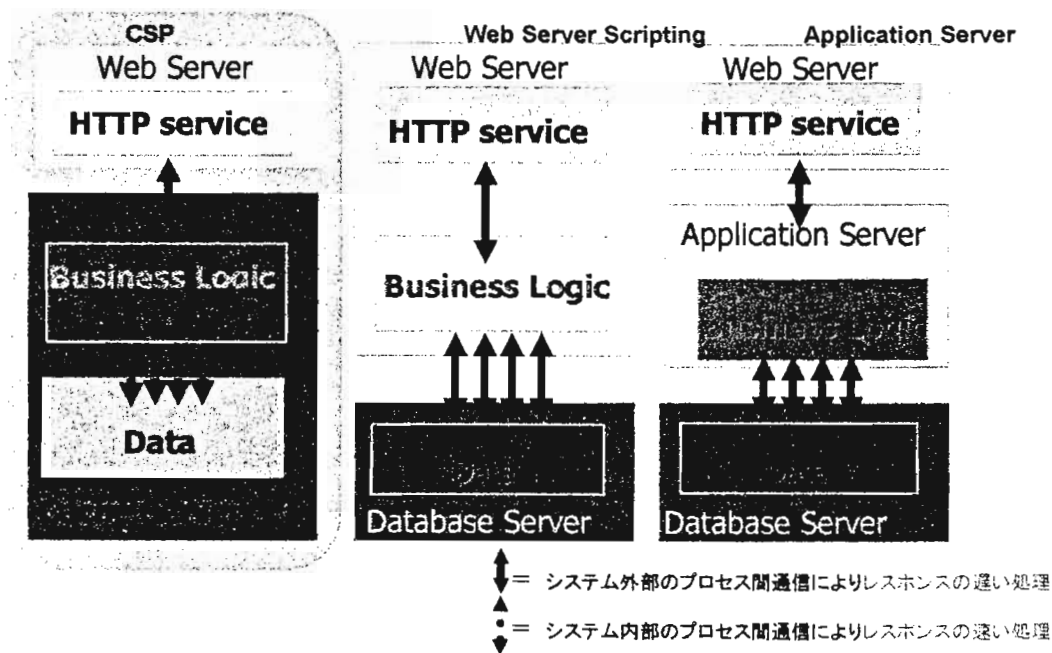 CSP
Web Server
HTTP service
Business Logic
Data
Web Server Scripting
Web Server
HTTP service
Business Logic
Database Server
Application Server
Web Server
HTTP service
Application Server
Database Server
= システム外部のプロセス間通信によりレスポンスの遅い処理
= システム内部のプロセス間通信によりレスポンスの速い処理